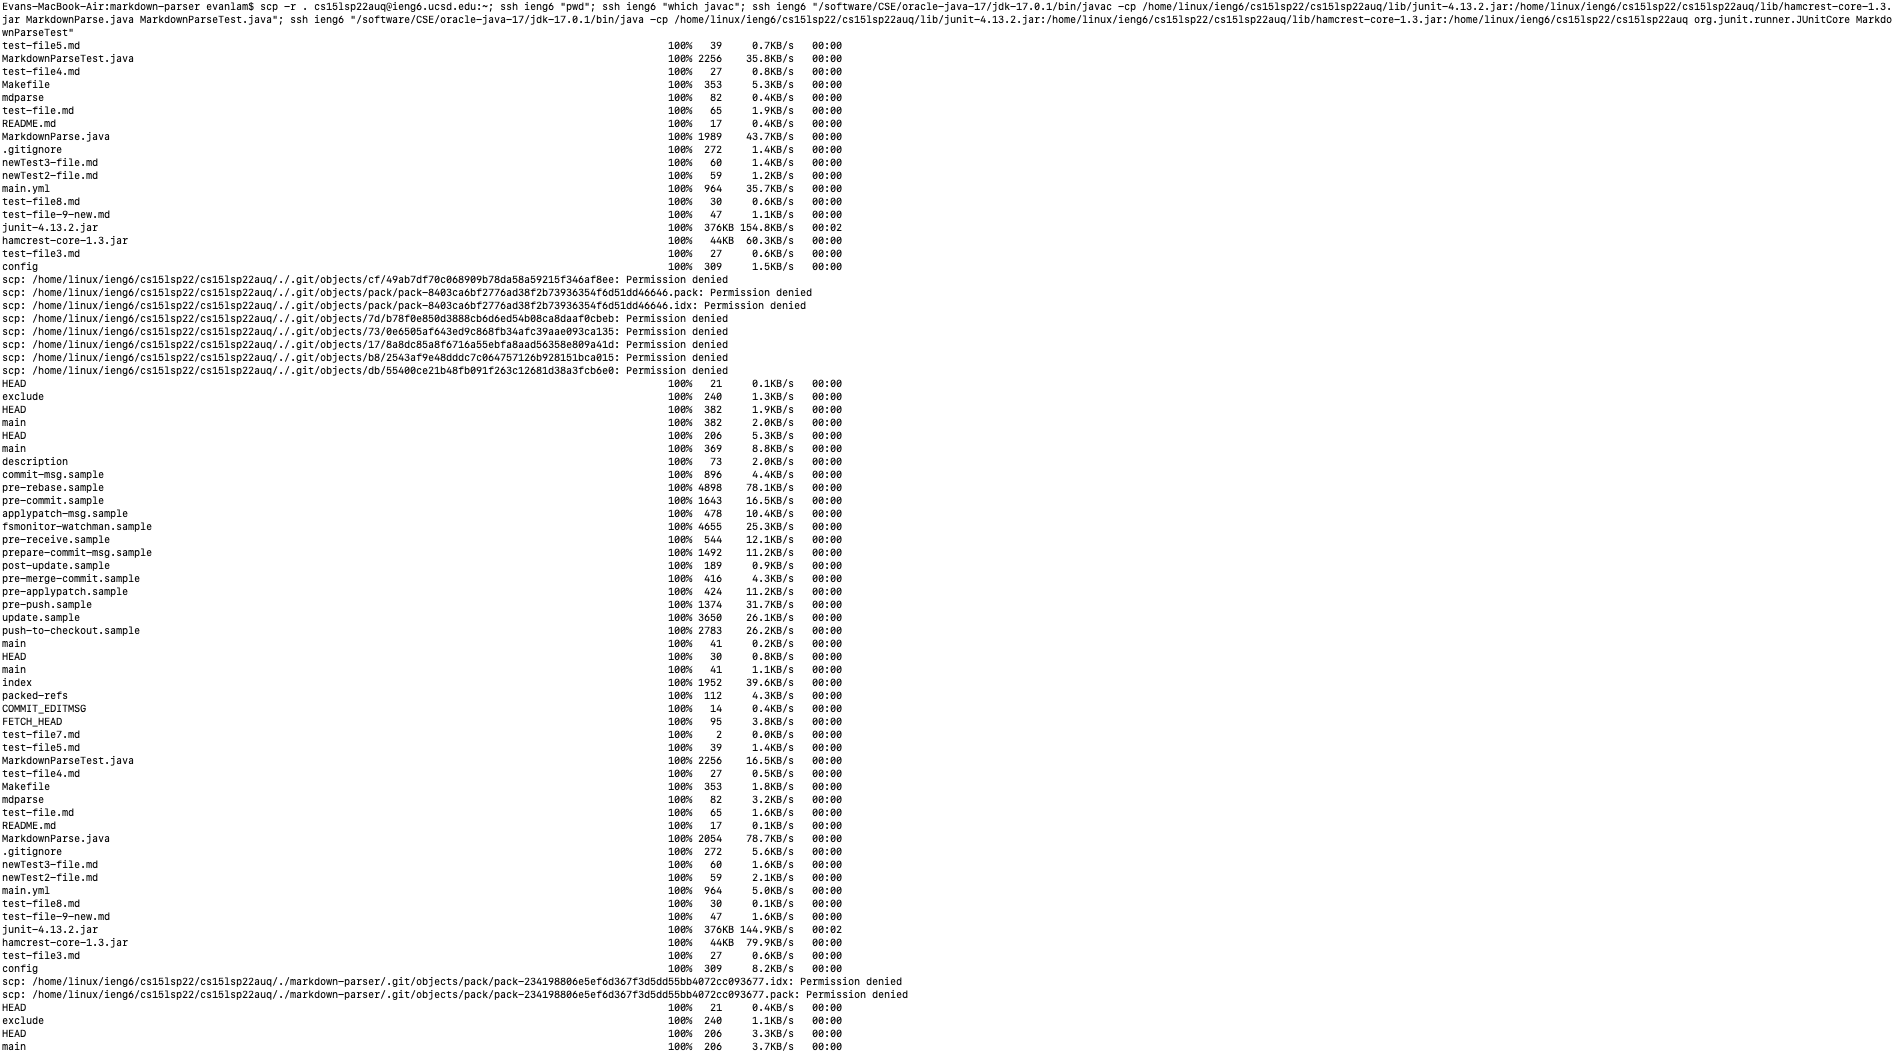 Evans-MacBook-Air:markdown-parser evanlam$ scp -r . cs15lsp22auq@ieng6.ucsd.edu:~; ssh ieng6 "pwd"; ssh ieng6 "which javac"; ssh ieng6 "/software/CSE/oracle-java-17/jdk-17.0.1/bin/javac -cp /home/linux/ieng6/cs15lsp22/cs15lsp22auq/lib/junit-4.13.2.jar:/home/linux/ieng6/cs15lsp22/cs15lsp22auq/lib/hamcrest-core-1.3.
jar MarkdownParse.java MarkdownParseTest.java"; ssh ieng6 "/software/CSE/oracle-java-17/jdk-17.0.1/bin/java -cp /home/linux/ieng6/cs15lsp22/cs15lsp22auq/lib/junit-4.13.2.jar:/home/linux/ieng6/cs15lsp22/cs15lsp22auq/lib/hamcrest-core-1.3.jar:/home/linux/ieng6/cs15lsp22/cs15lsp22auq org.junit.runner.JUnitCore Markdo
wnParseTest"
test-file5.md 100% 39 0.7KB/s 00:00
MarkdownParseTest.java 100% 2256 35.8KB/s 00:00
test-file4.md 100% 27 0.8KB/s 00:00
Makefile 100% 353 5.3KB/s 00:00
mdparse 100% 82 0.4KB/s 00:00
test-file.md 100% 65 1.9KB/s 00:00
README.md 100% 17 0.4KB/s 00:00
MarkdownParse.java 100% 1989 43.7KB/s 00:00
.gitignore 100% 272 1.4KB/s 00:00
newTest3-file.md 100% 60 1.4KB/s 00:00
newTest2-file.md 100% 59 1.2KB/s 00:00
main.yml 100% 964 35.7KB/s 00:00
test-file8.md 100% 30 0.6KB/s 00:00
test-file-9-new.md 100% 47 1.1KB/s 00:00
junit-4.13.2.jar 100% 376KB 154.8KB/s 00:02
hamcrest-core-1.3.jar 100% 44KB 60.3KB/s 00:00
test-file3.md 100% 27 0.6KB/s 00:00
config 100% 309 1.5KB/s 00:00
scp: /home/linux/ieng6/cs15lsp22/cs15lsp22auq/./.git/objects/cf/49ab7df70c068909b78da58a59215f346af8ee: Permission denied
scp: /home/linux/ieng6/cs15lsp22/cs15lsp22auq/./.git/objects/pack/pack-8403ca6bf2776ad38f2b73936354f6d51dd46646.pack: Permission denied
scp: /home/linux/ieng6/cs15lsp22/cs15lsp22auq/./.git/objects/pack/pack-8403ca6bf2776ad38f2b73936354f6d51dd46646.idx: Permission denied
scp: /home/linux/ieng6/cs15lsp22/cs15lsp22auq/./.git/objects/7d/b78f0e850d3888cb6d6ed54b08ca8daaf0cbeb: Permission denied
scp: /home/linux/ieng6/cs15lsp22/cs15lsp22auq/./.git/objects/73/0e6505af643ed9c868fb34afc39aae093ca135: Permission denied
scp: /home/linux/ieng6/cs15lsp22/cs15lsp22auq/./.git/objects/17/8a8dc85a8f6716a55ebfa8aad56358e809a41d: Permission denied
scp: /home/linux/ieng6/cs15lsp22/cs15lsp22auq/./.git/objects/b8/2543af9e48dddc7c064757126b928151bca015: Permission denied
scp: /home/linux/ieng6/cs15lsp22/cs15lsp22auq/./.git/objects/db/55400ce21b48fb091f263c12681d38a3fcb6e0: Permission denied
HEAD 100% 21 0.1KB/s 00:00
exclude 100% 240 1.3KB/s 00:00
HEAD 100% 382 1.9KB/s 00:00
main 100% 382 2.0KB/s 00:00
HEAD 100% 206 5.3KB/s 00:00
main 100% 369 8.8KB/s 00:00
description 100% 73 2.0KB/s 00:00
commit-msg.sample 100% 896 4.4KB/s 00:00
pre-rebase.sample 100% 4898 78.1KB/s 00:00
pre-commit.sample 100% 1643 16.5KB/s 00:00
applypatch-msg.sample 100% 478 10.4KB/s 00:00
fsmonitor-watchman.sample 100% 4655 25.3KB/s 00:00
pre-receive.sample 100% 544 12.1KB/s 00:00
prepare-commit-msg.sample 100% 1492 11.2KB/s 00:00
post-update.sample 100% 189 0.9KB/s 00:00
pre-merge-commit.sample 100% 416 4.3KB/s 00:00
pre-applypatch.sample 100% 424 11.2KB/s 00:00
pre-push.sample 100% 1374 31.7KB/s 00:00
update.sample 100% 3650 26.1KB/s 00:00
push-to-checkout.sample 100% 2783 26.2KB/s 00:00
main 100% 41 0.2KB/s 00:00
HEAD 100% 30 0.8KB/s 00:00
main 100% 41 1.1KB/s 00:00
index 100% 1952 39.6KB/s 00:00
packed-refs 100% 112 4.3KB/s 00:00
COMMIT_EDITMSG 100% 14 0.4KB/s 00:00
FETCH_HEAD 100% 95 3.8KB/s 00:00
test-file7.md 100% 2 0.0KB/s 00:00
test-file5.md 100% 39 1.4KB/s 00:00
MarkdownParseTest.java 100% 2256 16.5KB/s 00:00
test-file4.md 100% 27 0.5KB/s 00:00
Makefile 100% 353 1.8KB/s 00:00
mdparse 100% 82 3.2KB/s 00:00
test-file.md 100% 65 1.6KB/s 00:00
README.md 100% 17 0.1KB/s 00:00
MarkdownParse.java 100% 2054 78.7KB/s 00:00
.gitignore 100% 272 5.6KB/s 00:00
newTest3-file.md 100% 60 1.6KB/s 00:00
newTest2-file.md 100% 59 2.1KB/s 00:00
main.yml 100% 964 5.0KB/s 00:00
test-file8.md 100% 30 0.1KB/s 00:00
test-file-9-new.md 100% 47 1.6KB/s 00:00
junit-4.13.2.jar 100% 376KB 144.9KB/s 00:02
hamcrest-core-1.3.jar 100% 44KB 79.9KB/s 00:00
test-file3.md 100% 27 0.6KB/s 00:00
config 100% 309 8.2KB/s 00:00
scp: /home/linux/ieng6/cs15lsp22/cs15lsp22auq/./markdown-parser/.git/objects/pack/pack-234198806e5ef6d367f3d5dd55bb4072cc093677.idx: Permission denied
scp: /home/linux/ieng6/cs15lsp22/cs15lsp22auq/./markdown-parser/.git/objects/pack/pack-234198806e5ef6d367f3d5dd55bb4072cc093677.pack: Permission denied
HEAD 100% 21 0.4KB/s 00:00
exclude 100% 240 1.1KB/s 00:00
HEAD 100% 206 3.3KB/s 00:00
main 100% 206 3.7KB/s 00:00